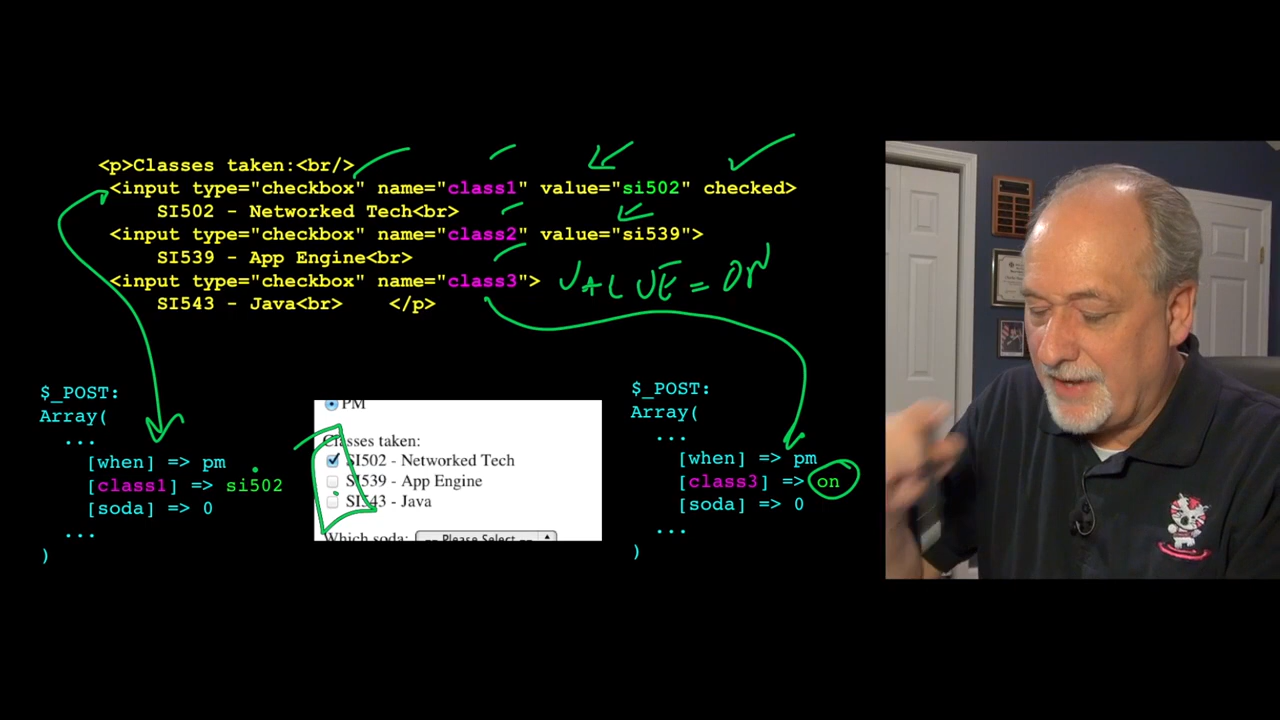 <p>Classes taken:<br/>
<input type="checkbox" name="class1" value="si502" checked>
SI502 - Networked Tech<br>
<input type="checkbox" name="class2" value="si539">
SI539 - App Engine<br>
<input type="checkbox" name="class3">
VALUE = ON
SI543 - Java<br> </p>
$_POST:
Array(
...
[when] => pm
[class1] => si502
[soda] => 0
...
)
PM
Classes taken:
SI502 - Networked Tech
SI539 - App Engine
SI543 - Java
Which soda: -- Please Select --
$_POST:
Array(
...
[when] => pm
[class3] => on
[soda] => 0
...
)